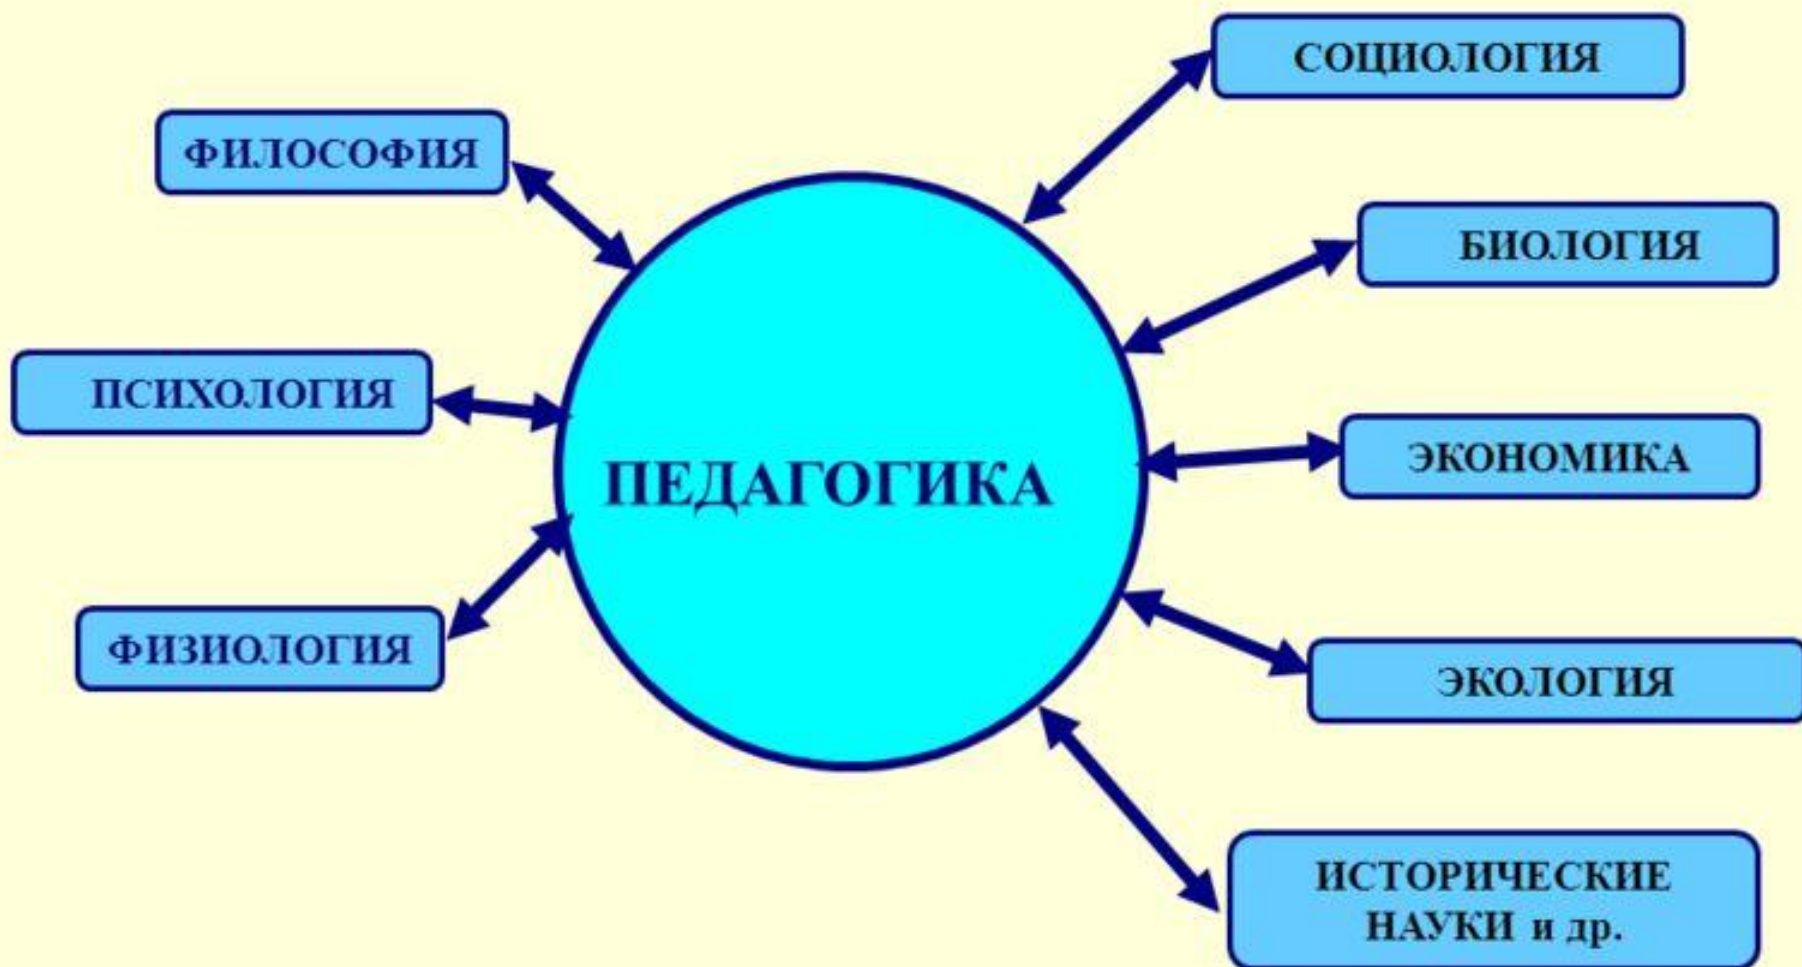 СОЦИОЛОГИЯ
ФИЛОСОФИЯ
БИОЛОГИЯ
ПСИХОЛОГИЯ
ЭКОНОМИКА
ПЕДАГОГИКА
ФИЗИОЛОГИЯ
ЭКОЛОГИЯ
ИСТОРИЧЕСКИЕ
НАУКИ и др.